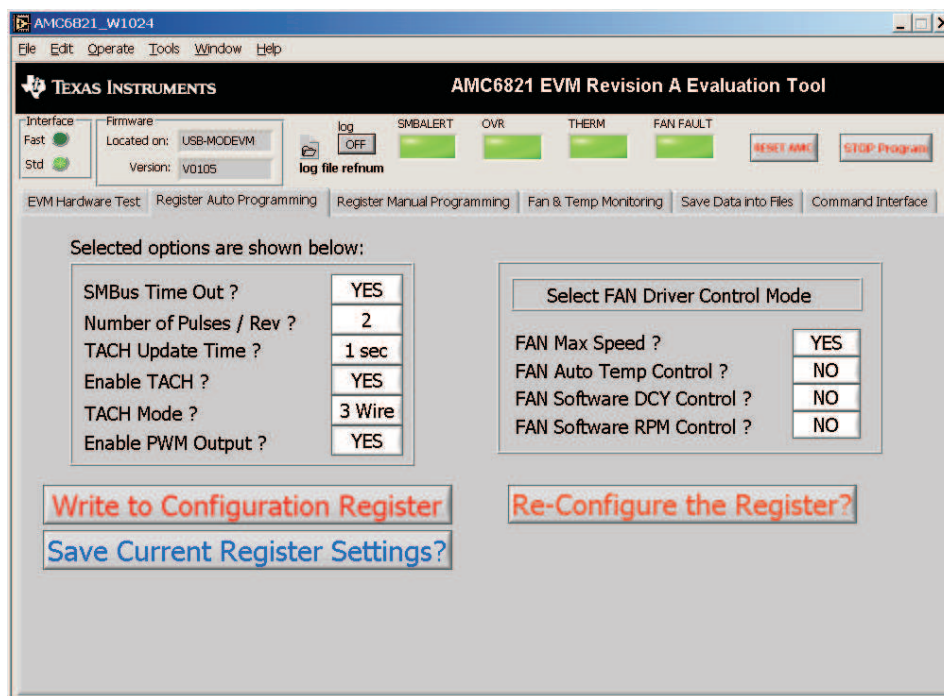 AMC6821_W1024
File Edit Operate Tools Window Help
TEXAS INSTRUMENTS
AMC6821 EVM Revision A Evaluation Tool
Interface
Fast
Std
Firmware
Located on: USB-MODEVM
Version: V0105
log
OFF
log file refnum
SMBALERT OVR THERM FAN FAULT
RESET AMC
STOP Program
EVM Hardware Test Register Auto Programming Register Manual Programming Fan & Temp Monitoring Save Data into Files Command Interface
Selected options are shown below:
SMBus Time Out ? YES
Number of Pulses / Rev ? 2
TACH Update Time ? 1 sec
Enable TACH ? YES
TACH Mode ? 3 Wire
Enable PWM Output ? YES
Select FAN Driver Control Mode
FAN Max Speed ? YES
FAN Auto Temp Control ? NO
FAN Software DCY Control ? NO
FAN Software RPM Control ? NO
Write to Configuration Register
Re-Configure the Register?
Save Current Register Settings?